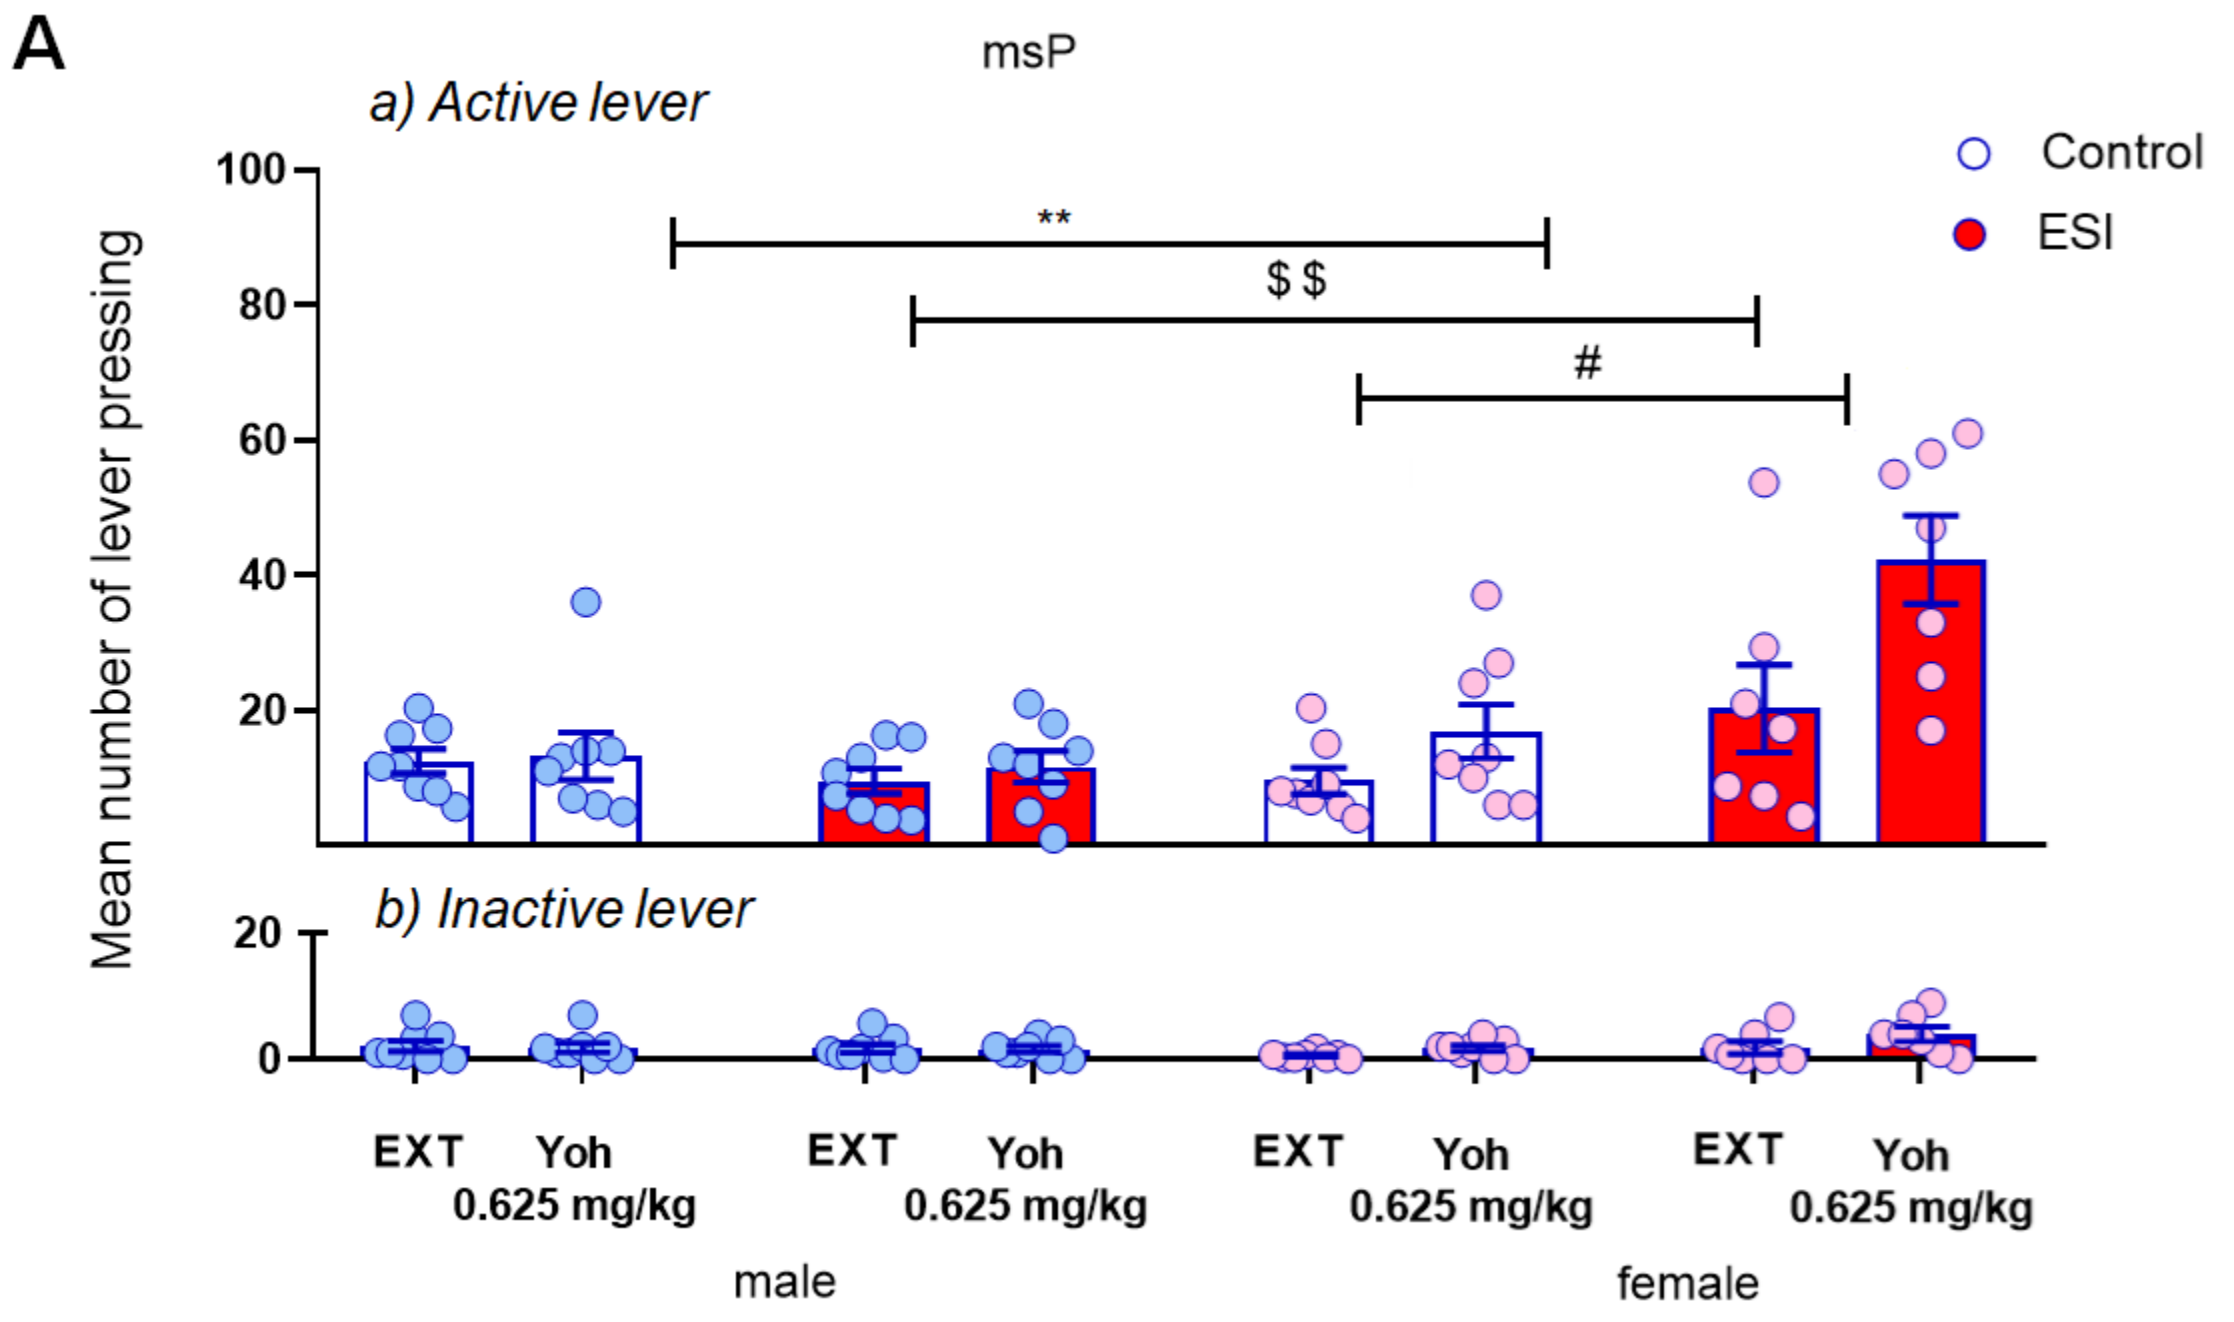 A
msP
a) Active lever
Control
ESI
Mean number of lever pressing
100
80
60
40
20
**
$ $
#
b) Inactive lever
20
0
EXT Yoh EXT Yoh EXT Yoh EXT Yoh
0.625 mg/kg 0.625 mg/kg 0.625 mg/kg 0.625 mg/kg
male female